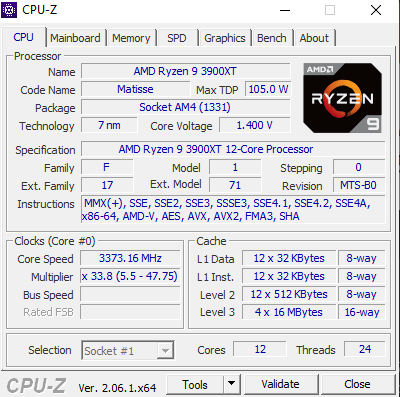 CPU-Z
CPU Mainboard Memory SPD Graphics Bench About
Processor
Name AMD Ryzen 9 3900XT
Code Name Matisse Max TDP 105.0 W
Package Socket AM4 (1331)
Technology 7 nm Core Voltage 1.400 V
AMD
RYZEN
9
Specification AMD Ryzen 9 3900XT 12-Core Processor
Family F Model 1 Stepping 0
Ext. Family 17 Ext. Model 71 Revision MTS-B0
Instructions MMX(+), SSE, SSE2, SSE3, SSSE3, SSE4.1, SSE4.2, SSE4A,
x86-64, AMD-V, AES, AVX, AVX2, FMA3, SHA
Clocks (Core #0)
Core Speed 3373.16 MHz
Multiplier x 33.8 (5.5 - 47.75)
Bus Speed
Rated FSB
Cache
L1 Data 12 x 32 KBytes 8-way
L1 Inst. 12 x 32 KBytes 8-way
Level 2 12 x 512 KBytes 8-way
Level 3 4 x 16 MBytes 16-way
Selection Socket #1 Cores 12 Threads 24
CPU-Z Ver. 2.06.1.x64 Tools Validate Close